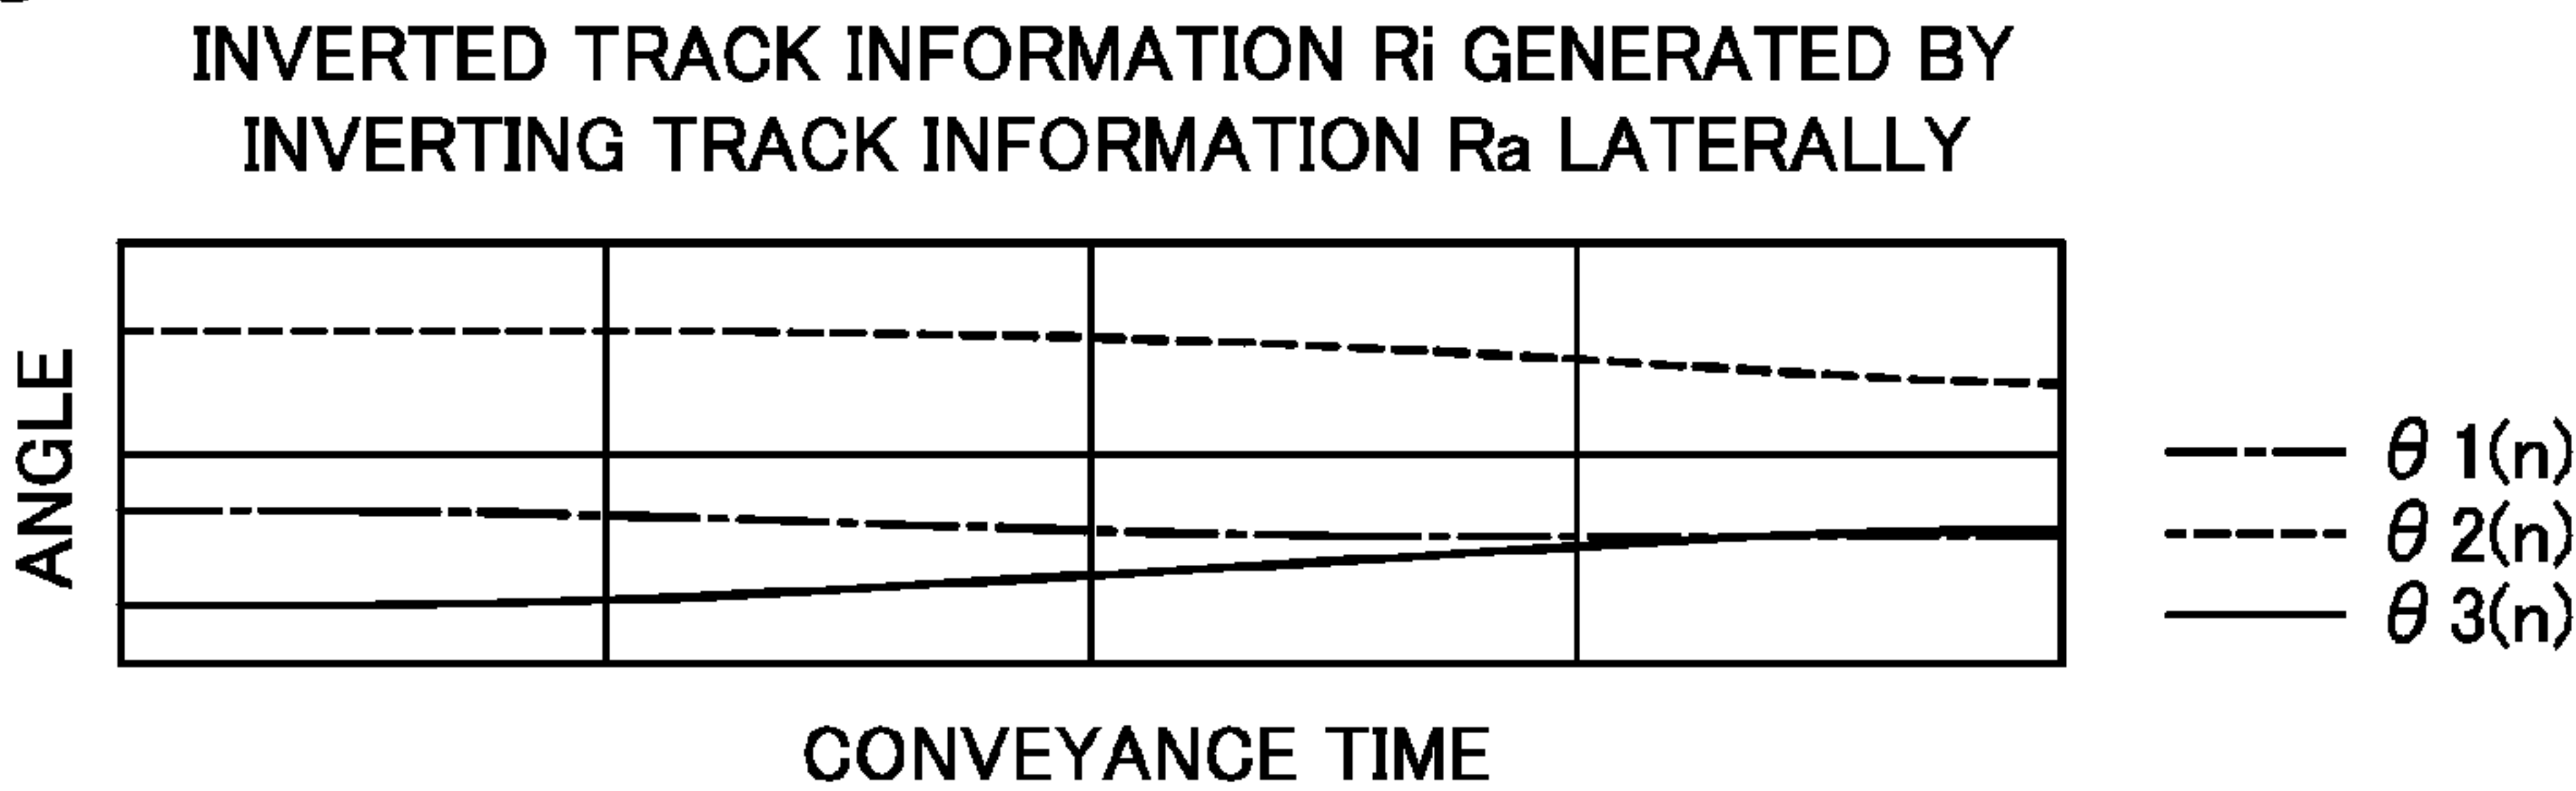 INVERTED TRACK INFORMATION Ri GENERATED BY
INVERTING TRACK INFORMATION Ra LATERALLY
ANGLE
θ 1(n)
θ 2(n)
θ 3(n)
CONVEYANCE TIME